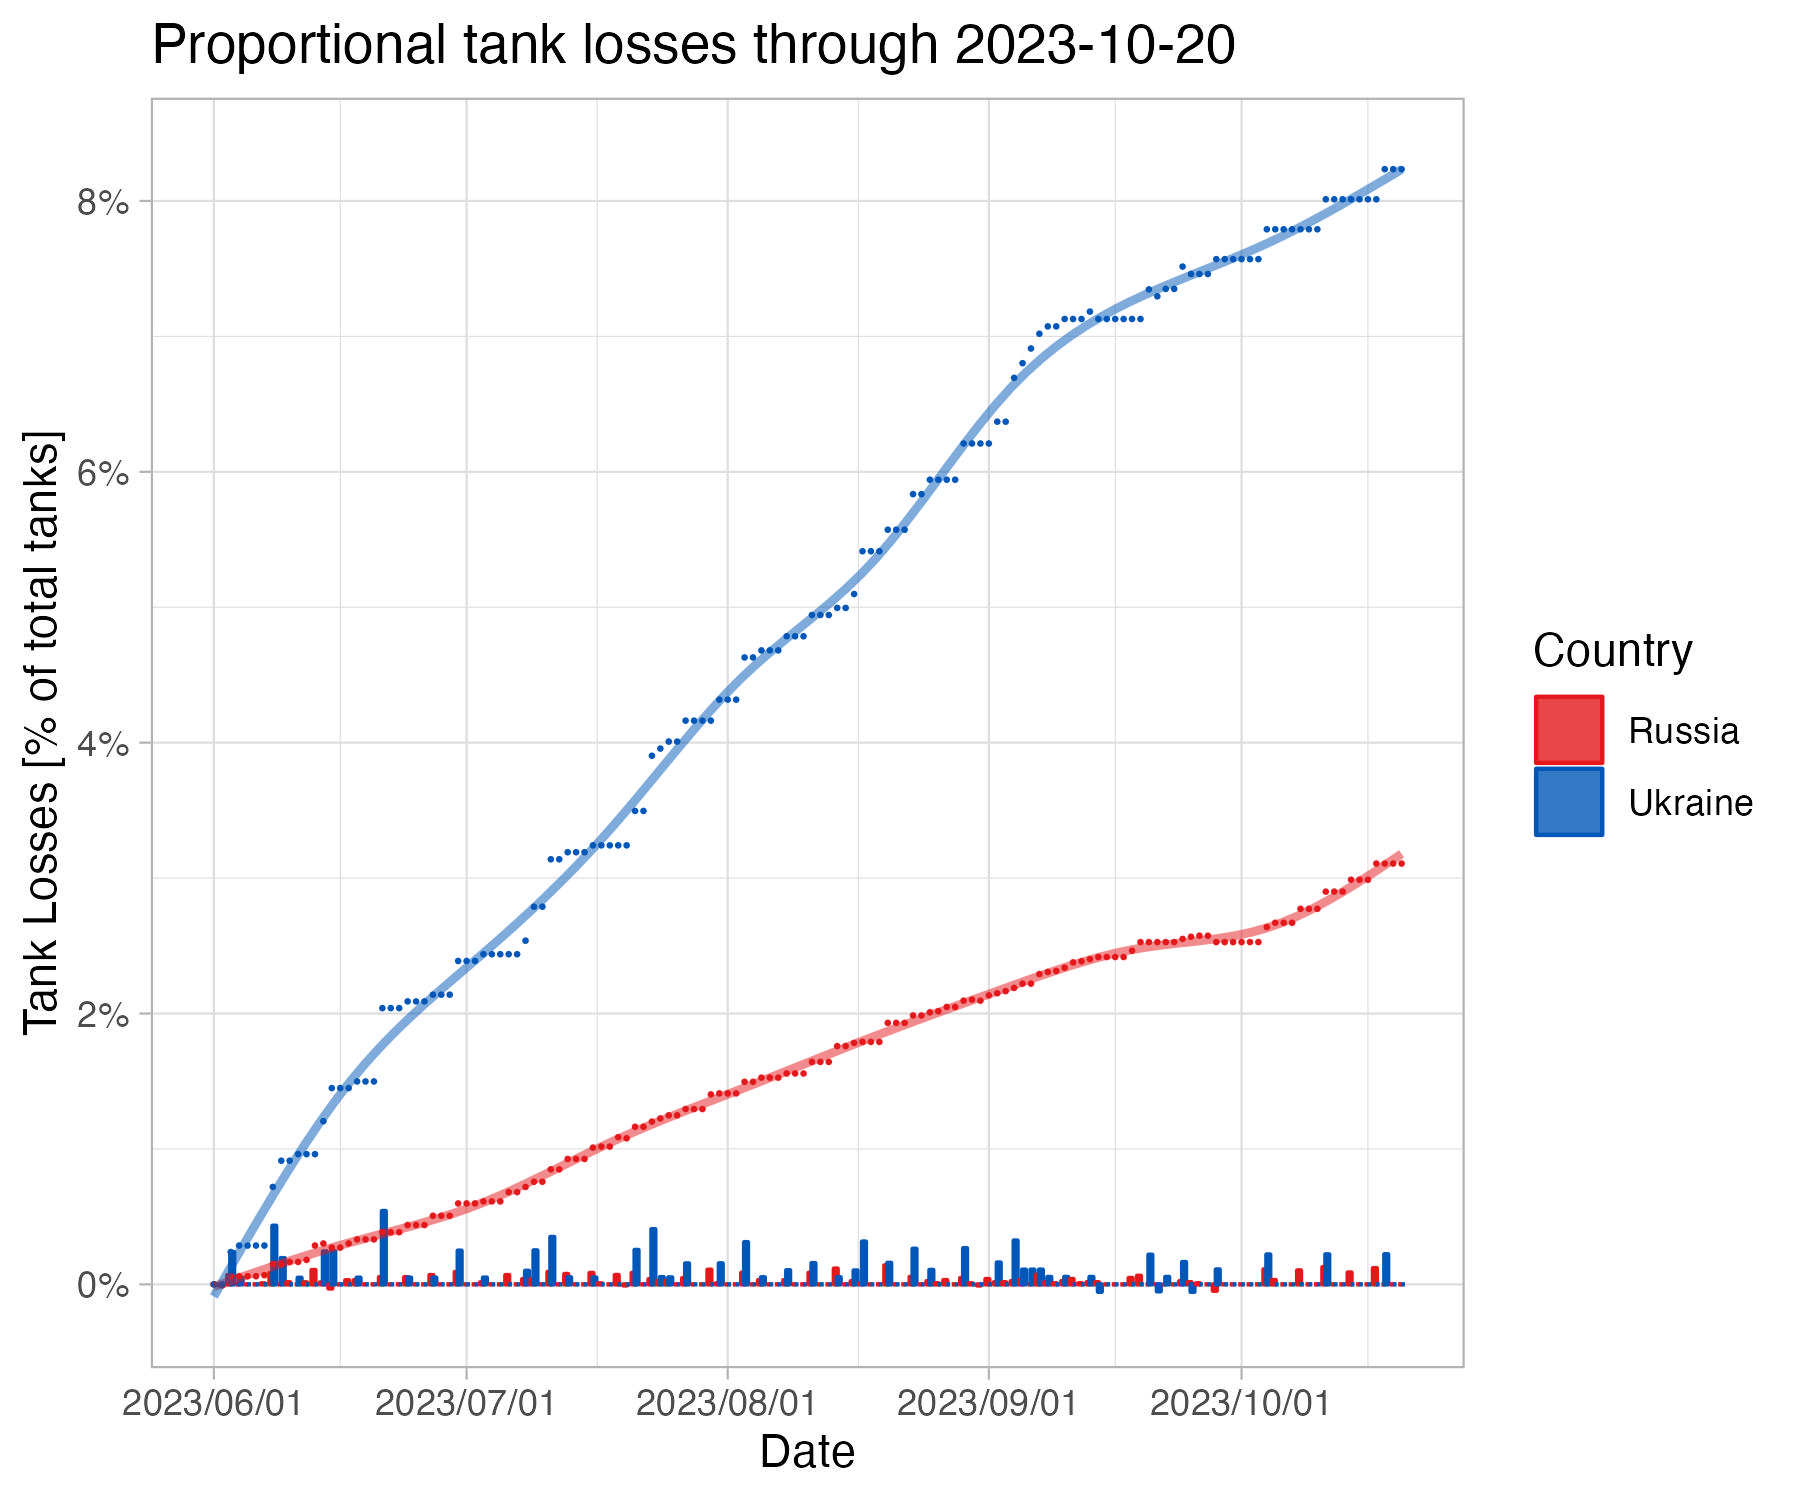 Proportional tank losses through 2023-10-20
Tank Losses [% of total tanks]
8%
6%
4%
2%
0%
2023/06/01
2023/07/01
2023/08/01
2023/09/01
2023/10/01
Date
Country
Russia
Ukraine